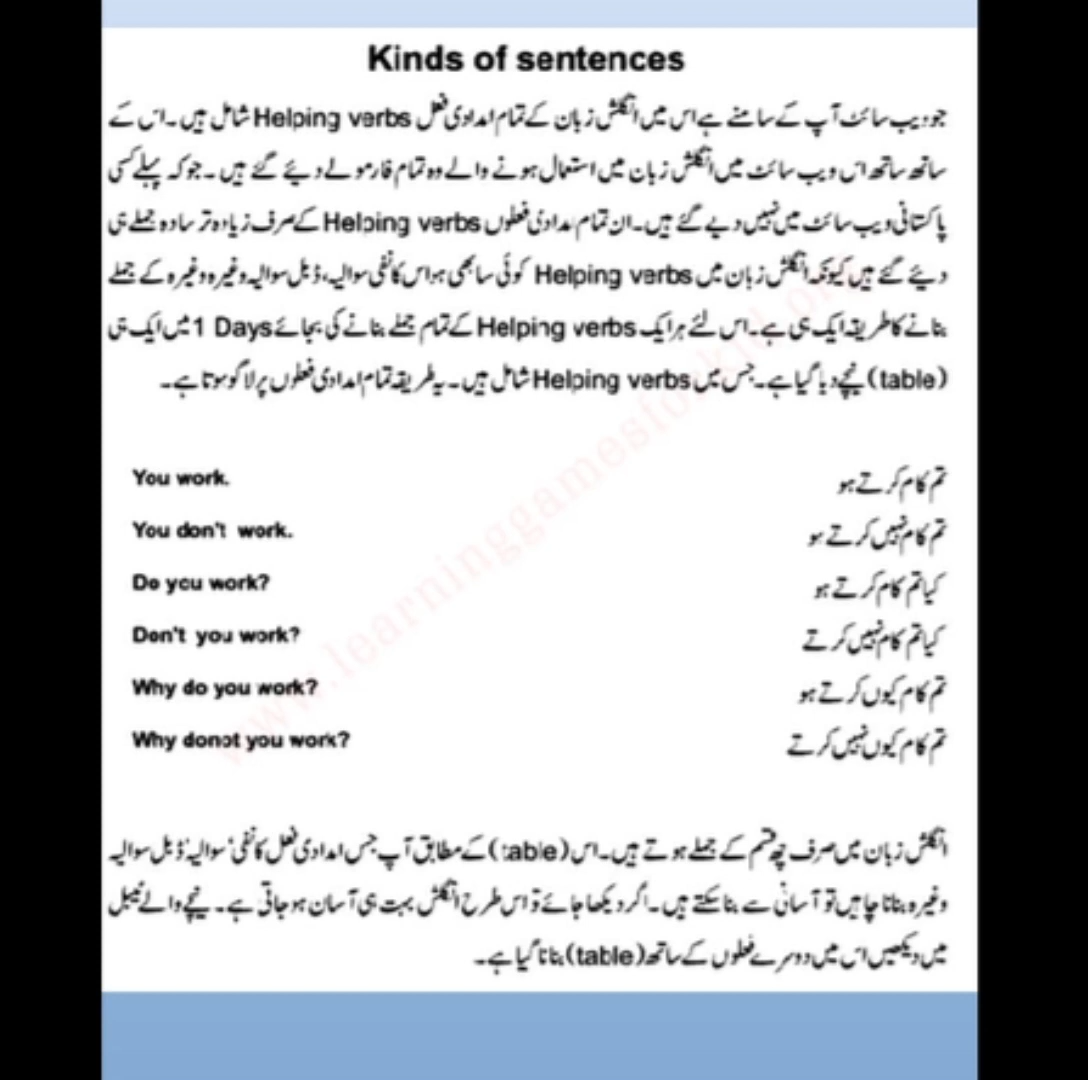 Kinds of sentences
جو ویب سائٹ آپ کے سامنے ہے اس میں انگلش زبان کے تمام امدادی فعل Helping verbs شامل ہیں۔ اس کے
ساتھ ساتھ اس ویب سائٹ میں انگلش زبان میں استعمال ہونے والے وہ تمام فارمولے دیئے گئے ہیں۔ جو کہ پہلے کسی
پاکستانی ویب سائٹ میں نہیں دیے گئے ہیں۔ ان تمام امدادی فعلوں Helping verbs کے صرف زیادہ تر سادہ جملے ہی
دیئے گئے ہیں کیونکہ انگلش زبان میں Helping verbs کوئی سا بھی ہو اس کا نفی سوالیہ، ڈبل سوالیہ وغیرہ وغیرہ کے جملے
بنانے کا طریقہ ایک ہی ہے۔ اس لئے ہر ایک Helping verbs کے تمام جملے بنانے کی بجائے 1 Days میں ایک ہی
(table) نیچے دیا گیا ہے۔ جس میں Helping verbs شامل ہیں۔ یہ طریقہ تمام امدادی فعلوں پر لاگو ہوتا ہے۔
You work. تم کام کرتے ہو
You don't work. تم کام نہیں کرتے ہو
Do you work? کیا تم کام کرتے ہو
Don't you work? کیا تم کام نہیں کرتے
Why do you work? تم کام کیوں کرتے ہو
Why donot you work? تم کام کیوں نہیں کرتے
انگلش زبان میں صرف چھ قسم کے جملے ہوتے ہیں۔ اس (table) کے مطابق آپ جس امدادی فعل کا نفی' سوالیہ' ڈبل سوالیہ
وغیرہ بنانا چاہیں تو آسانی سے بنا سکتے ہیں۔ اگر دیکھا جائے تو اس طرح انگلش بہت ہی آسان ہو جاتی ہے۔ نیچے والے ٹیبل
میں دیکھیں اس میں دوسرے فعلوں کے ساتھ (table) بنانا گیا ہے۔